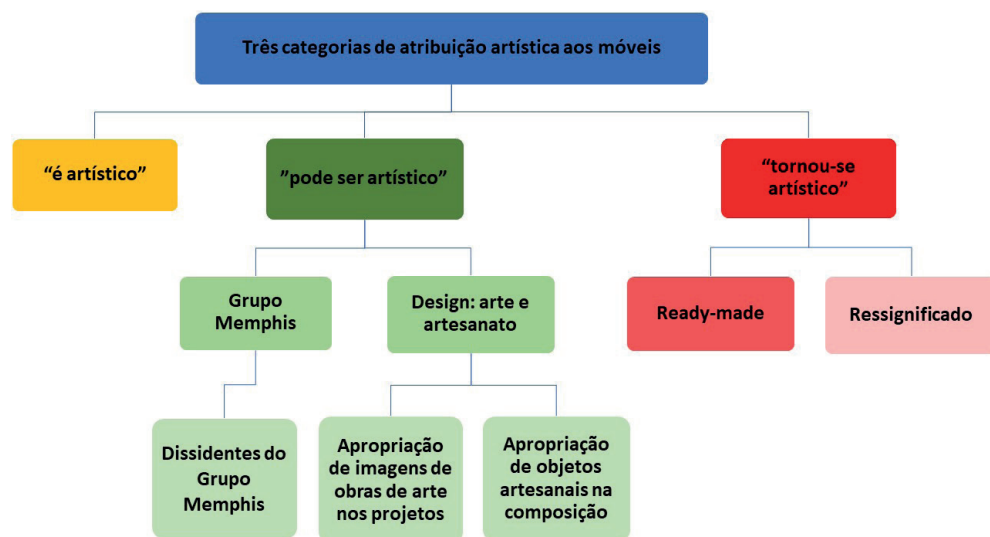 Três categorias de atribuição artística aos móveis
“é artístico”
”pode ser artístico”
“tornou-se
artístico”
Grupo
Memphis
Design: arte e
artesanato
Ready-made
Ressignificado
Dissidentes do
Grupo
Memphis
Apropriação
de imagens de
obras de arte
nos projetos
Apropriação
de objetos
artesanais na
composição